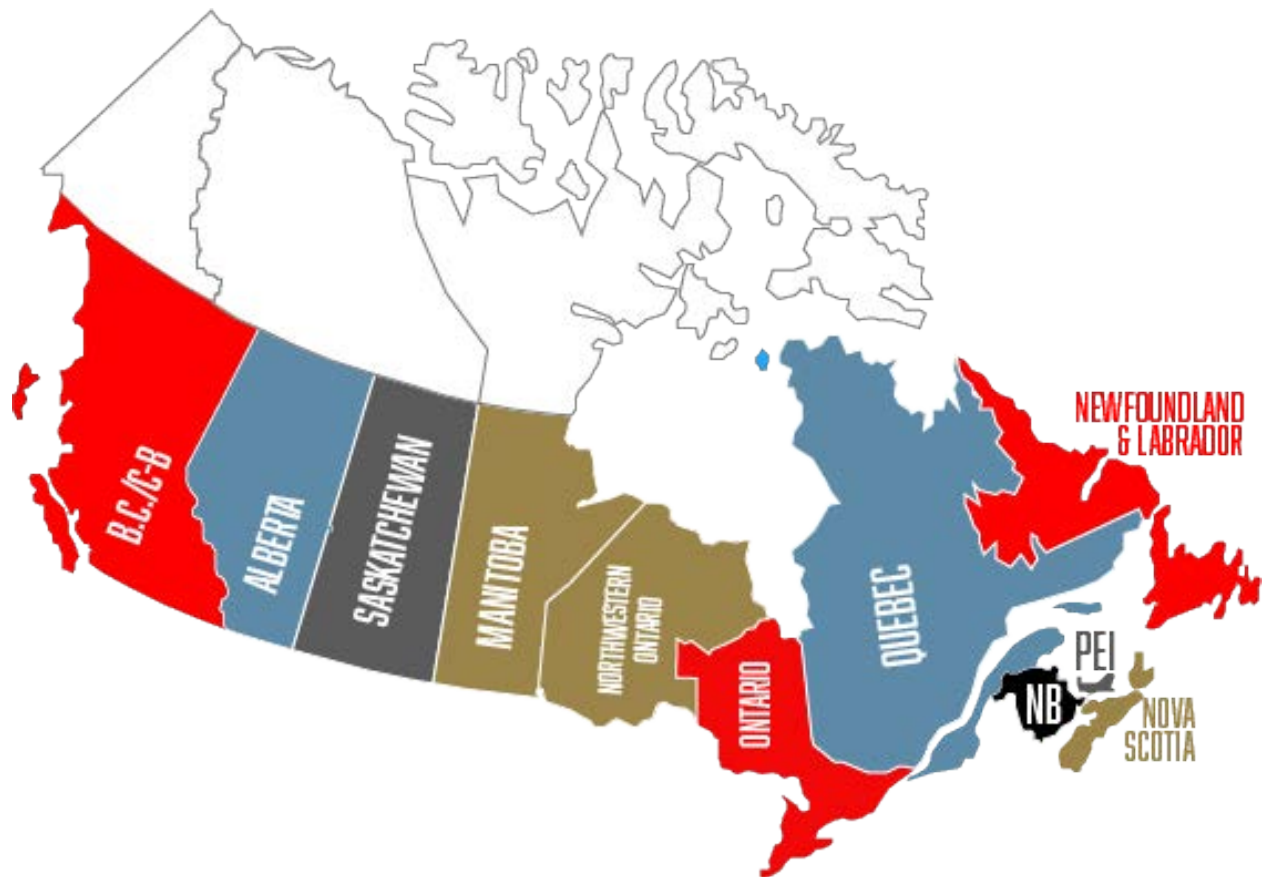 B.C./C-B
ALBERTA
SASKATCHEWAN
MANITOBA
NORTHWESTERN
ONTARIO
ONTARIO
QUEBEC
NEWFOUNDLAND
& LABRADOR
PEI
NB
NOVA
SCOTIA